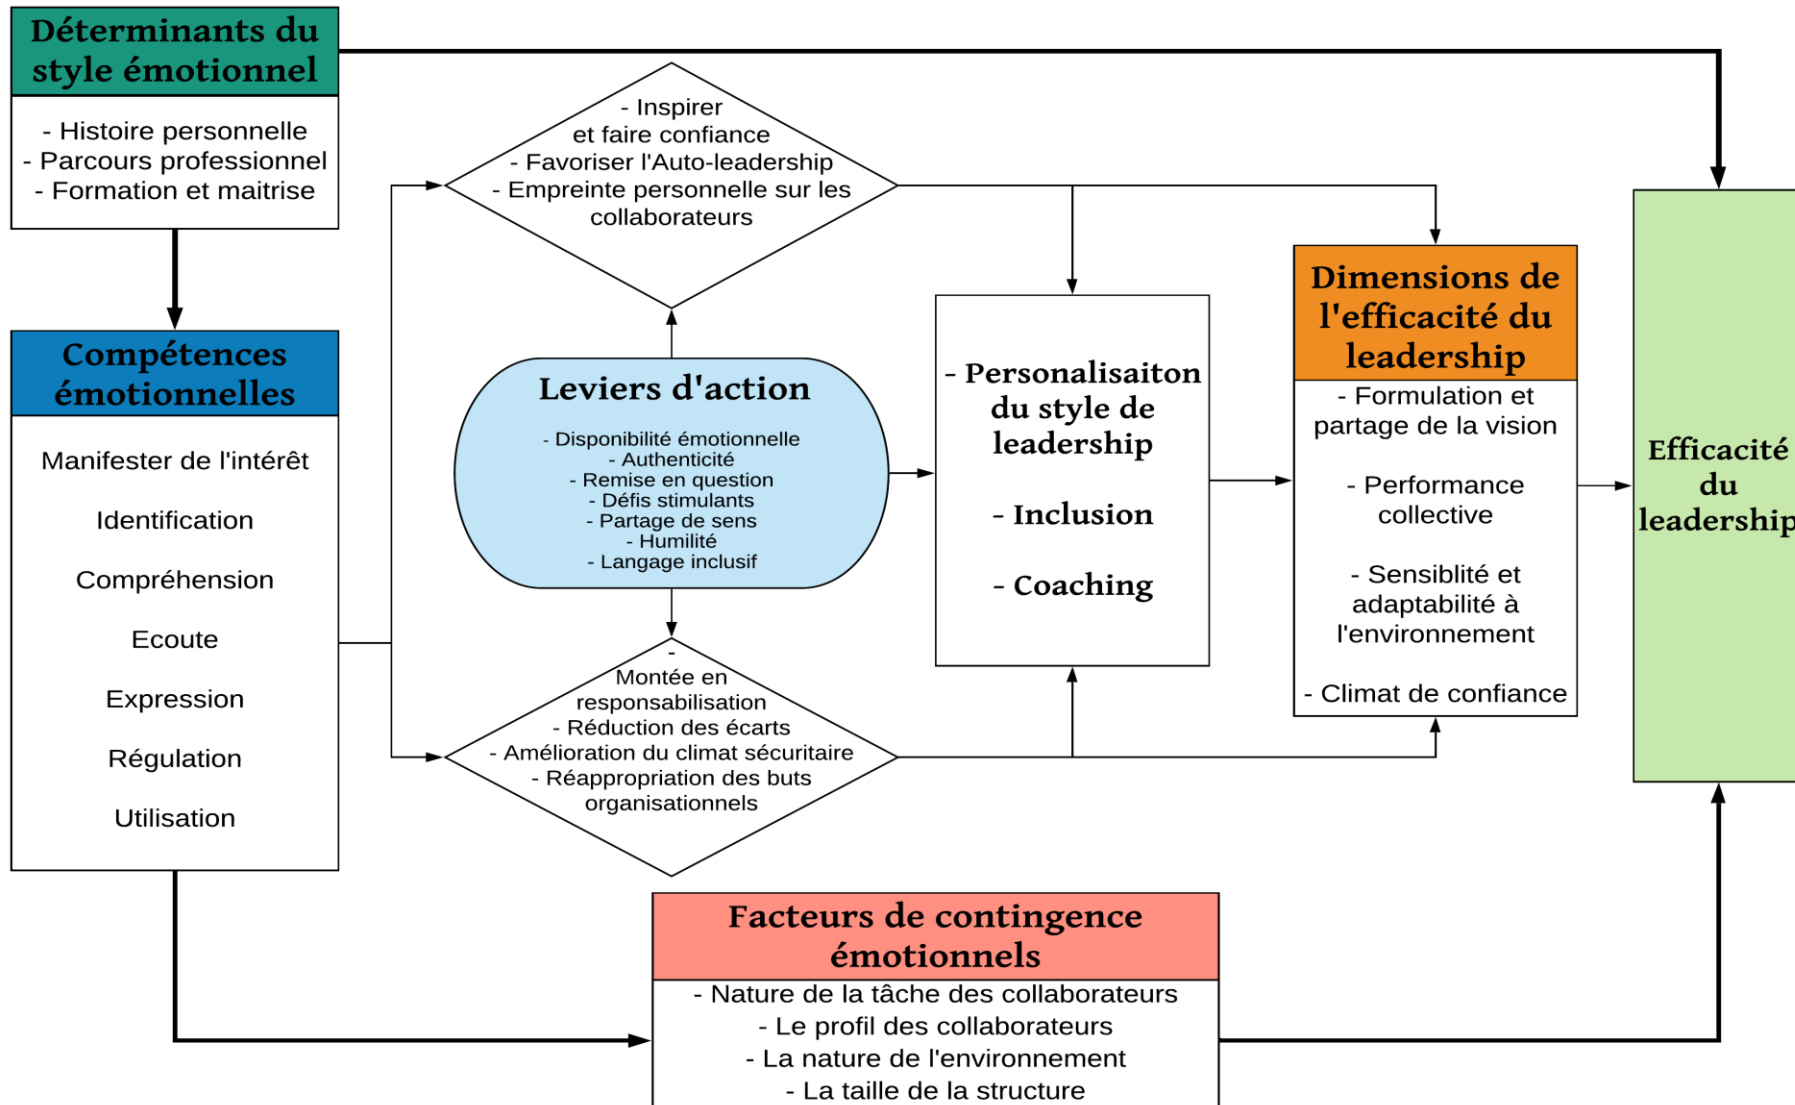 Déterminants du
style émotionnel
- Histoire personnelle
- Parcours professionnel
- Formation et maitrise
- Inspirer
et faire confiance
- Favoriser l'Auto-leadership
- Empreinte personnelle sur les
collaborateurs
Compétences
émotionnelles
Manifester de l'intérêt
Identification
Compréhension
Ecoute
Expression
Régulation
Utilisation
Leviers d'action
- Disponibilité émotionnelle
- Authenticité
- Remise en question
- Défis stimulants
- Partage de sens
- Humilité
- Langage inclusif
-
Montée en
responsabilisation
- Réduction des écarts
- Amélioration du climat sécuritaire
- Réappropriation des buts
organisationnels
- Personalisaiton
du style de
leadership
- Inclusion
- Coaching
Dimensions de
l'efficacité du
leadership
- Formulation et
partage de la vision
- Performance
collective
- Sensiblité et
adaptabilité à
l'environnement
- Climat de confiance
Efficacité
du
leadership
Facteurs de contingence
émotionnels
- Nature de la tâche des collaborateurs
- Le profil des collaborateurs
- La nature de l'environnement
- La taille de la structure